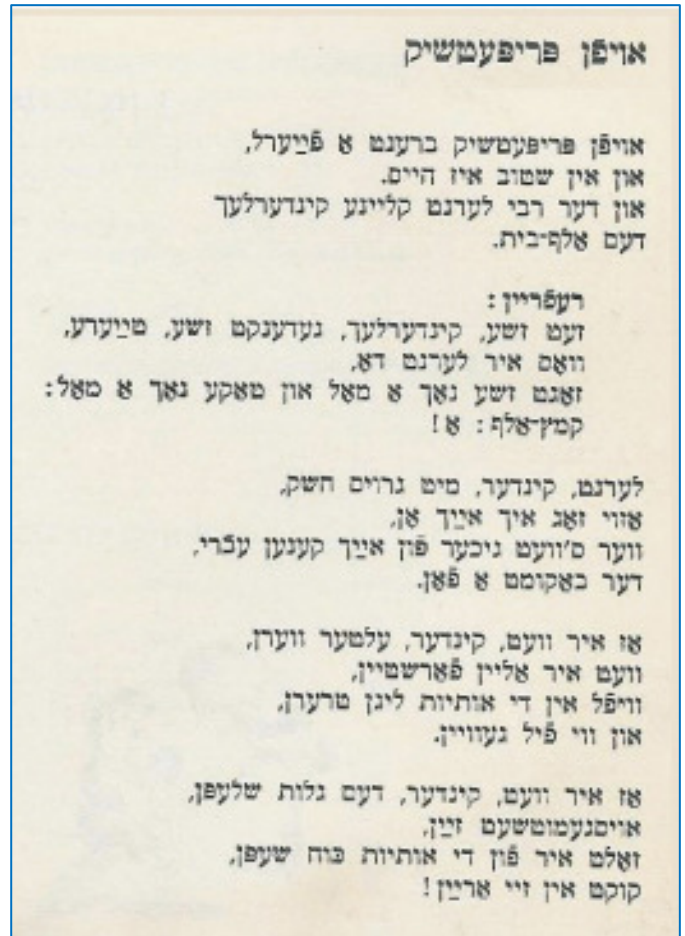 אויפֿן פּריפּעטשיק
אויפֿן פּריפּעטשיק ברענט אַ פֿײַערל,
און אין שטוב איז הייס.
און דער רבי לערנט קליינע קינדערלעך
דעם אַלף־בית.
רעפֿריין:
זעט זשע, קינדערלעך, געדענקט זשע, טײַערע,
וואָס איר לערנט דאָ,
זאָגט זשע נאָך אַ מאָל און טאַקע נאָך אַ מאָל:
קמץ־אַלף: אָ!
לערנט, קינדער, מיט גרויס חשק,
אַזוי זאָג איך אײַך אָן,
ווער ס'וועט גיכער פֿון אײַך קענען עבֿרי,
דער באַקומט אַ פֿאָן.
אַז איר וועט, קינדער, עלטער ווערן,
וועט איר אַליין פֿאַרשטיין,
וויפֿל אין די אותיות ליגן טרערן,
און ווי פֿיל געוויין.
אַז איר וועט, קינדער, דעם גלות שלעפּן,
אויסגעמוטשעט זײַן,
זאָלט איר פֿון די אותיות כּוח שעפּן,
קוקט אין זיי אַרײַן!